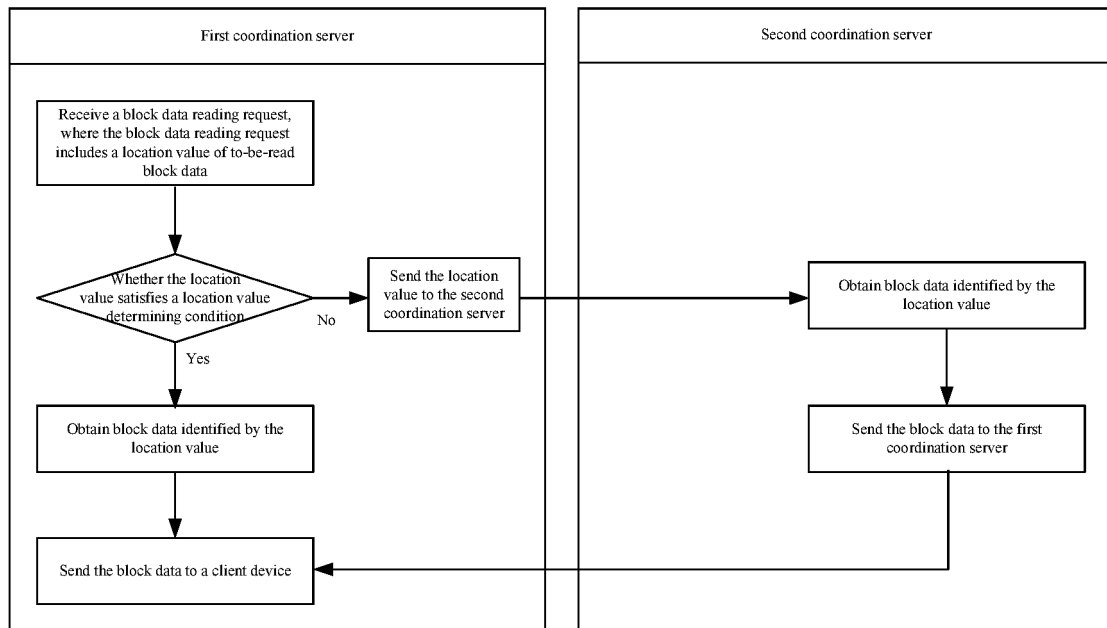 First coordination server
Second coordination server
Receive a block data reading request,
where the block data reading request
includes a location value of to-be-read
block data
Whether the location
value satisfies a location value
determining condition
No
Yes
Send the location
value to the second
coordination server
Obtain block data identified by the
location value
Obtain block data identified by the
location value
Send the block data to the first
coordination server
Send the block data to a client device